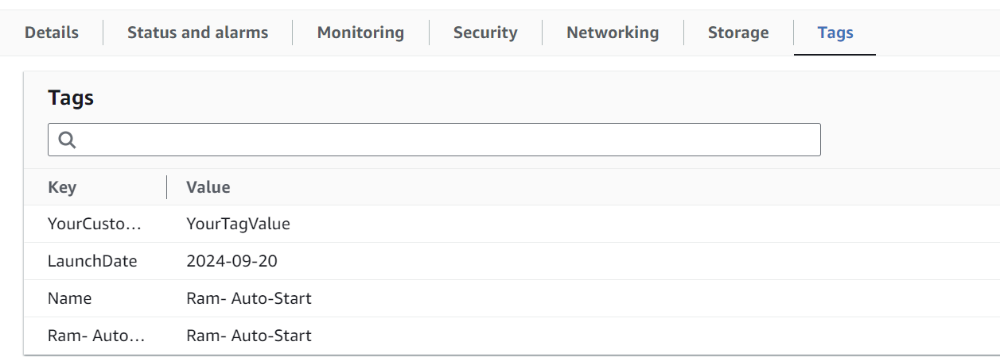 Details Status and alarms Monitoring Security Networking Storage Tags
Tags
Key Value
YourCusto... YourTagValue
LaunchDate 2024-09-20
Name Ram- Auto-Start
Ram- Auto... Ram- Auto-Start